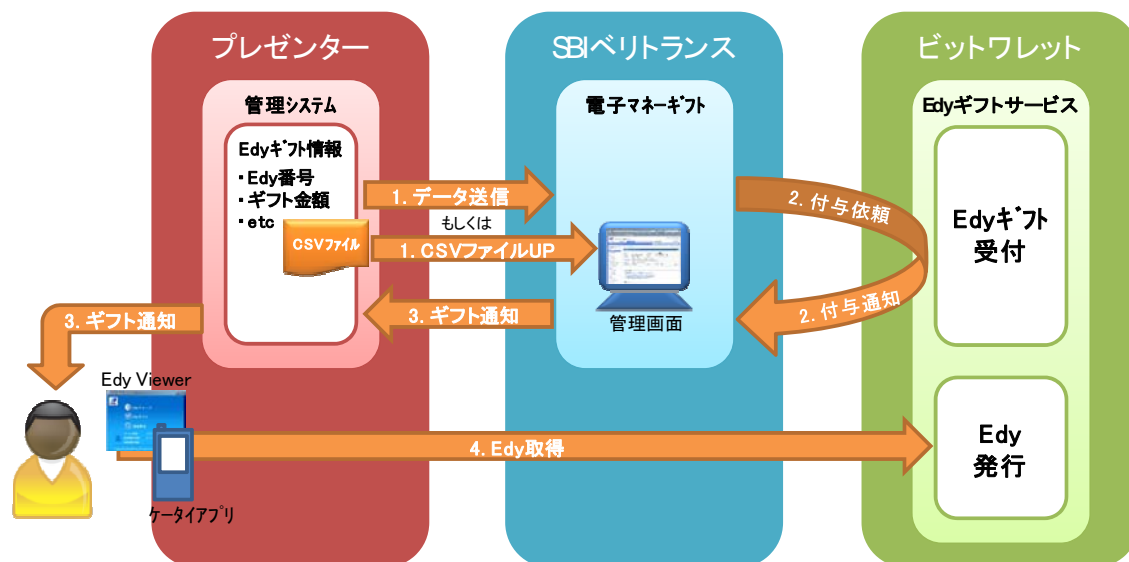 プレゼンター
SBIベリトランス
ビットワレット
管理システム
電子マネーギフト
Edyギフトサービス
Edyギフト情報
・Edy番号
・ギフト金額
・etc
CSVファイル
1. データ送信
もしくは
1. CSVファイルUP
管理画面
2. 付与依頼
2. 付与通知
Edyギフト
受付
3. ギフト通知
3. ギフト通知
Edy Viewer
ケータイアプリ
4. Edy取得
Edy
発行